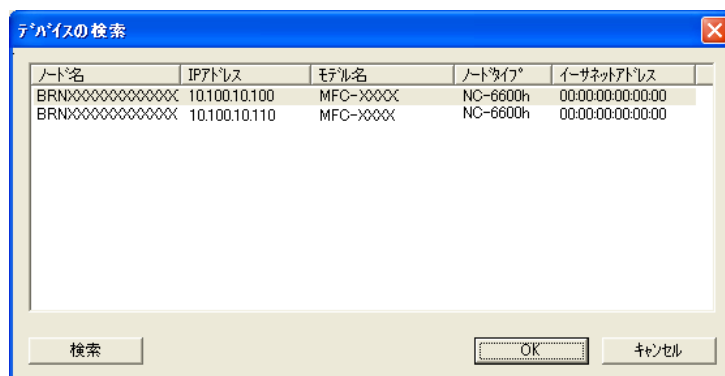 デバイスの検索
ノード名 IPアドレス モデル名 ノードタイプ イーサネットアドレス
BRNXXXXXXXXXXXX 10.100.10.100 MFC-XXXX NC-6600h 00:00:00:00:00:00
BRNXXXXXXXXXXXX 10.100.10.110 MFC-XXXX NC-6600h 00:00:00:00:00:00
検索 OK キャンセル